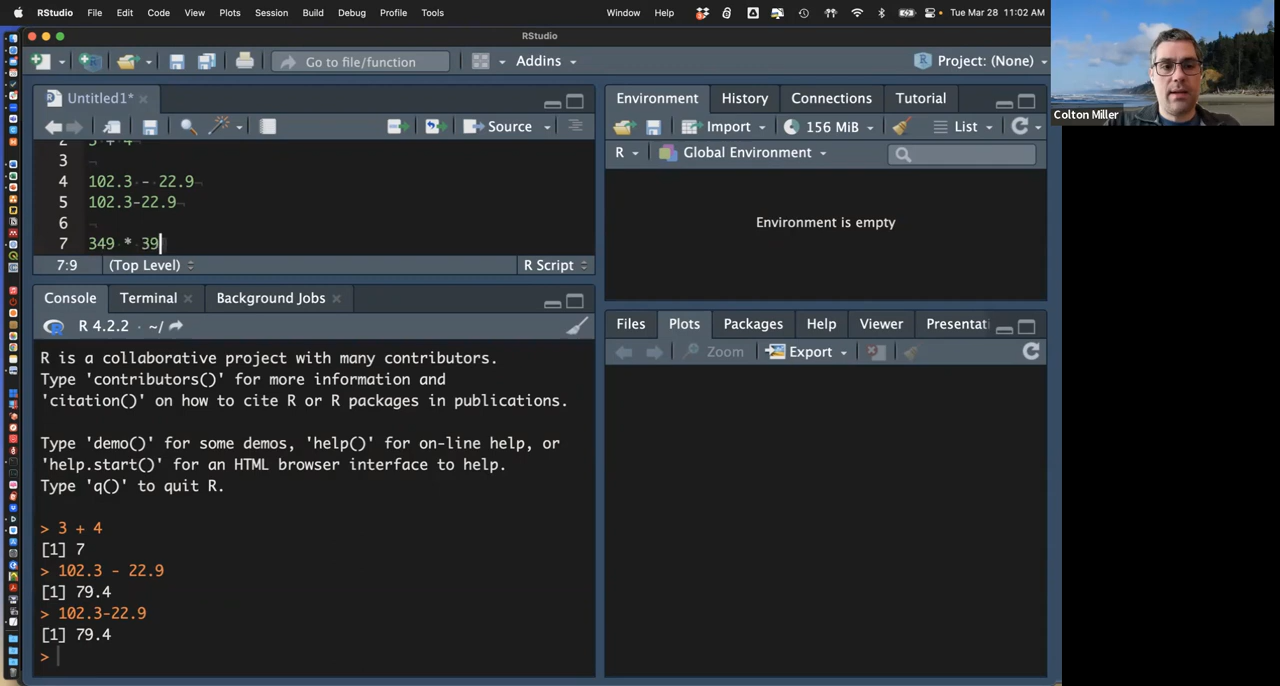 RStudio File Edit Code View Plots Session Build Debug Profile Tools Window Help Tue Mar 28 11:02 AM
RStudio
Go to file/function Addins Project: (None)
Untitled1*
Source
3
4 102.3 - 22.9
5 102.3-22.9
6
7 349 * 39
7:9 (Top Level) R Script
Console Terminal Background Jobs
R 4.2.2 · ~/
R is a collaborative project with many contributors.
Type 'contributors()' for more information and
'citation()' on how to cite R or R packages in publications.
Type 'demo()' for some demos, 'help()' for on-line help, or
'help.start()' for an HTML browser interface to help.
Type 'q()' to quit R.
> 3 + 4
[1] 7
> 102.3 - 22.9
[1] 79.4
> 102.3-22.9
[1] 79.4
>
Environment History Connections Tutorial
Import 156 MiB List
R Global Environment
Environment is empty
Files Plots Packages Help Viewer Presentati
Zoom Export
Colton Miller